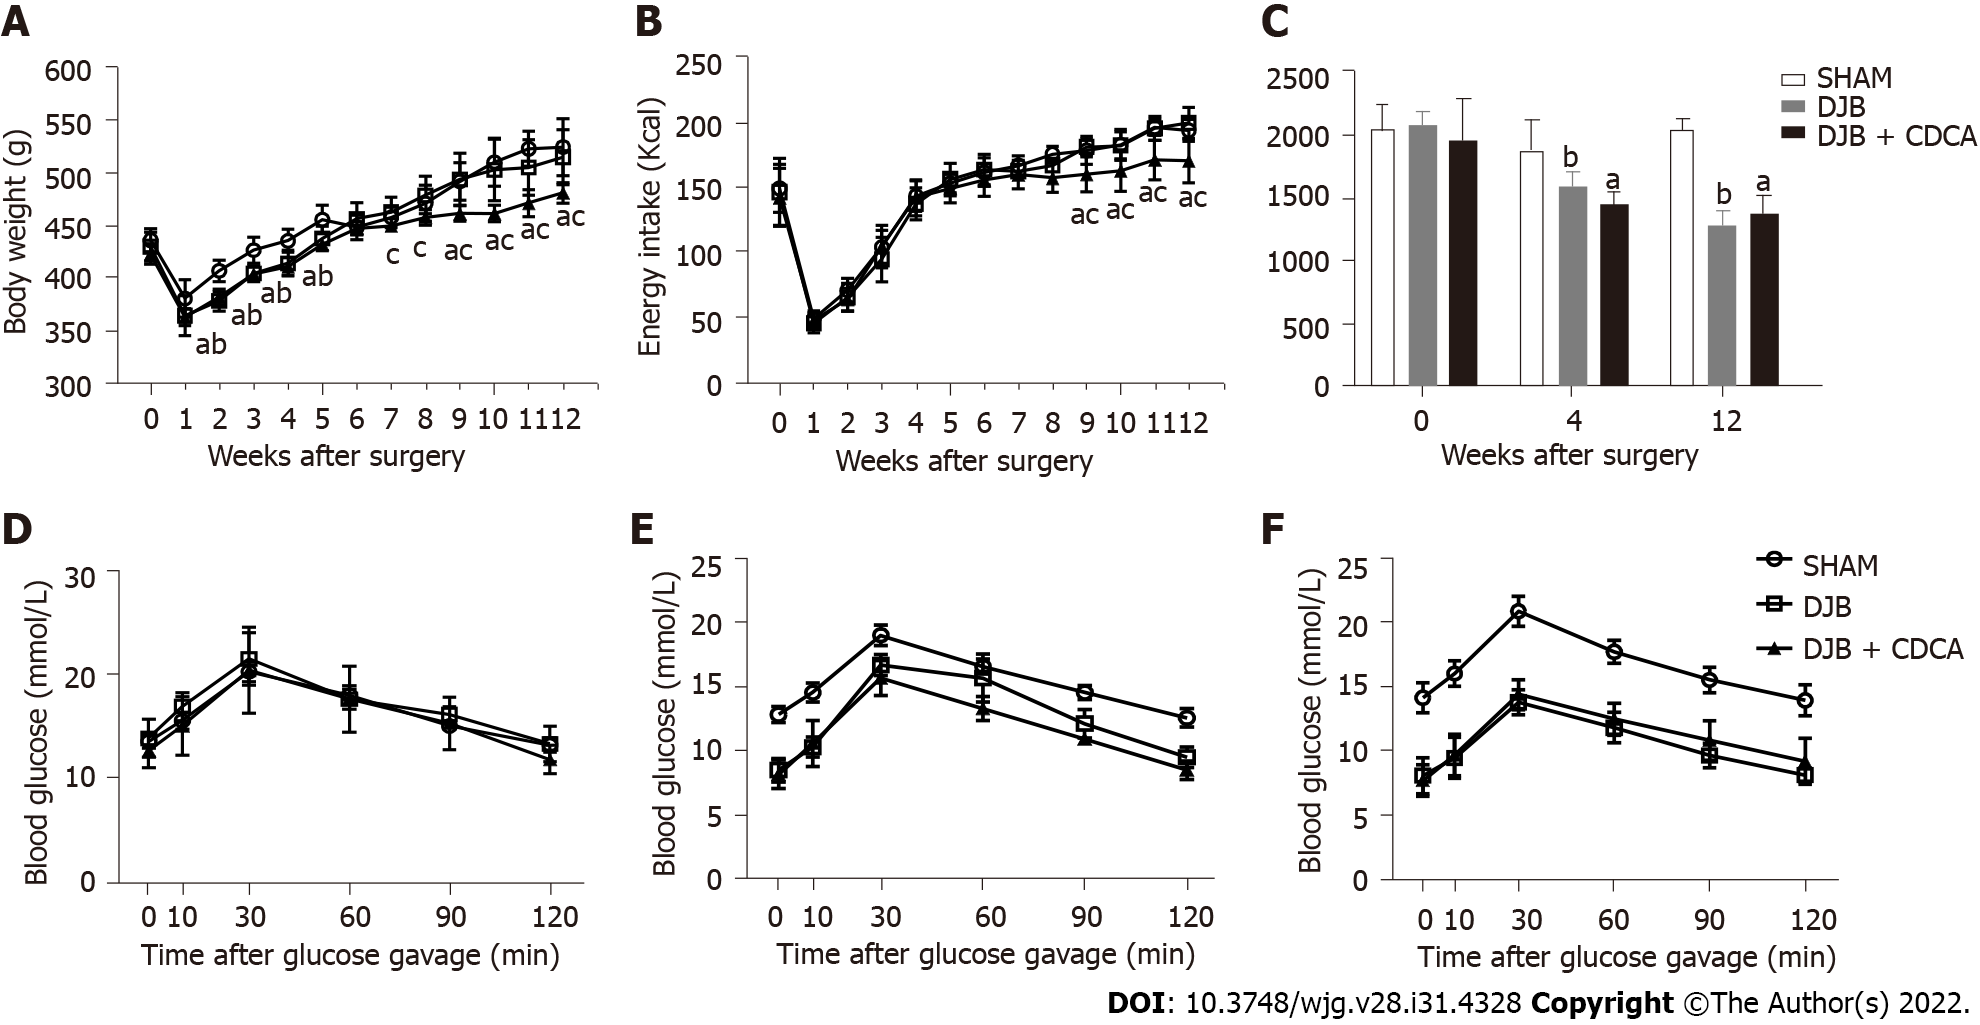 A
600
550
500
450
400
350
300
Body weight (g)
ab
ab
ab
ab
c
c
ac
ac
ac
ac
0 1 2 3 4 5 6 7 8 9 10 11 12
Weeks after surgery
B
250
200
150
100
50
0
Energy intake (Kcal)
ac
ac
ac
ac
0 1 2 3 4 5 6 7 8 9 10 11 12
Weeks after surgery
C
2500
2000
1500
1000
500
0
b
a
b
a
SHAM
DJB
DJB + CDCA
0 4 12
Weeks after surgery
D
30
20
10
0
Blood glucose (mmol/L)
0 10 30 60 90 120
Time after glucose gavage (min)
E
25
20
15
10
5
0
Blood glucose (mmol/L)
0 10 30 60 90 120
Time after glucose gavage (min)
F
25
20
15
10
5
0
Blood glucose (mmol/L)
SHAM
DJB
DJB + CDCA
0 10 30 60 90 120
Time after glucose gavage (min)
DOI: 10.3748/wjg.v28.i31.4328 Copyright ©The Author(s) 2022.